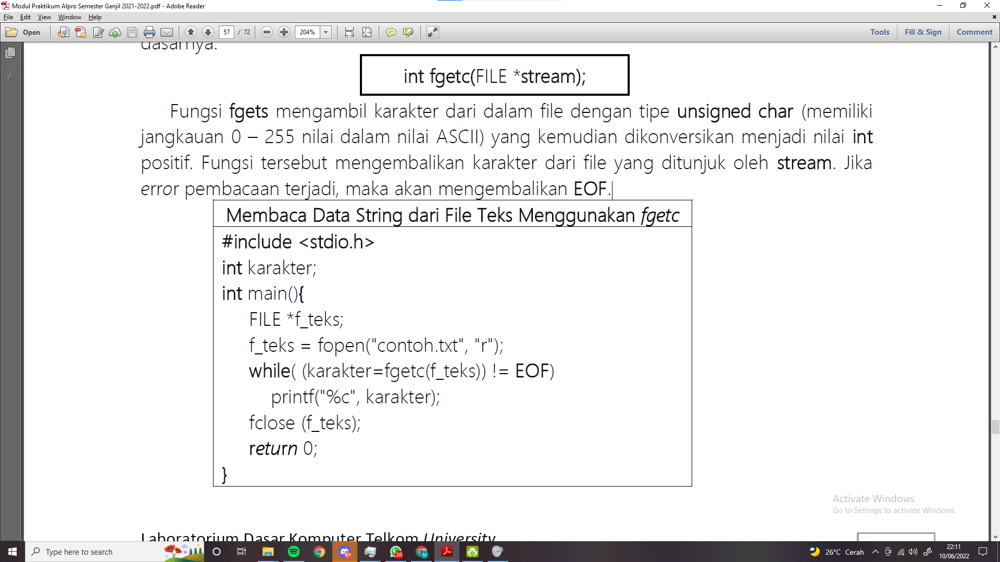 Modul Praktikum Alpro Semester Ganjil 2021-2022.pdf - Adobe Reader
File Edit View Window Help
Open 57 / 72 204% Tools Fill & Sign Comment
dasarnya.
int fgetc(FILE *stream);
Fungsi fgets mengambil karakter dari dalam file dengan tipe unsigned char (memiliki
jangkauan 0 – 255 nilai dalam nilai ASCII) yang kemudian dikonversikan menjadi nilai int
positif. Fungsi tersebut mengembalikan karakter dari file yang ditunjuk oleh stream. Jika
error pembacaan terjadi, maka akan mengembalikan EOF.
Membaca Data String dari File Teks Menggunakan fgetc
#include <stdio.h>
int karakter;
int main(){
FILE *f_teks;
f_teks = fopen("contoh.txt", "r");
while( (karakter=fgetc(f_teks)) != EOF)
printf("%c", karakter);
fclose (f_teks);
return 0;
}
Activate Windows
Go to Settings to activate Windows.
Laboratorium Dasar Komputer Telkom University
Type here to search 9+ 38 M 26°C Cerah 22:11
10/06/2022